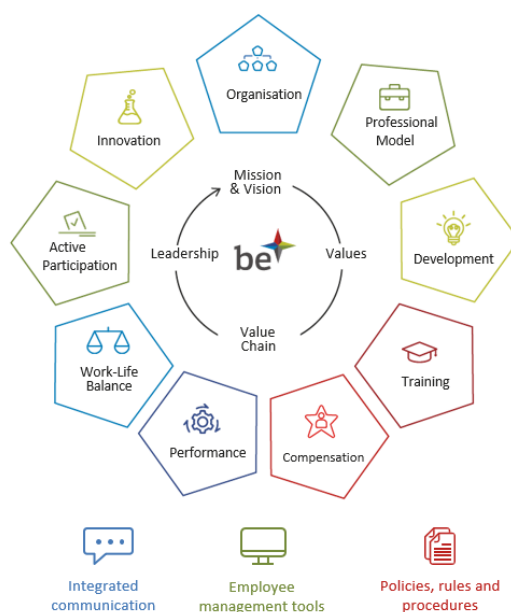 Organisation
Innovation
Professional
Model
Mission
& Vision
Active
Participation
Leadership
be
Values
Development
Value
Chain
Work-Life
Balance
Training
Performance
Compensation
Integrated
communication
Employee
management tools
Policies, rules and
procedures